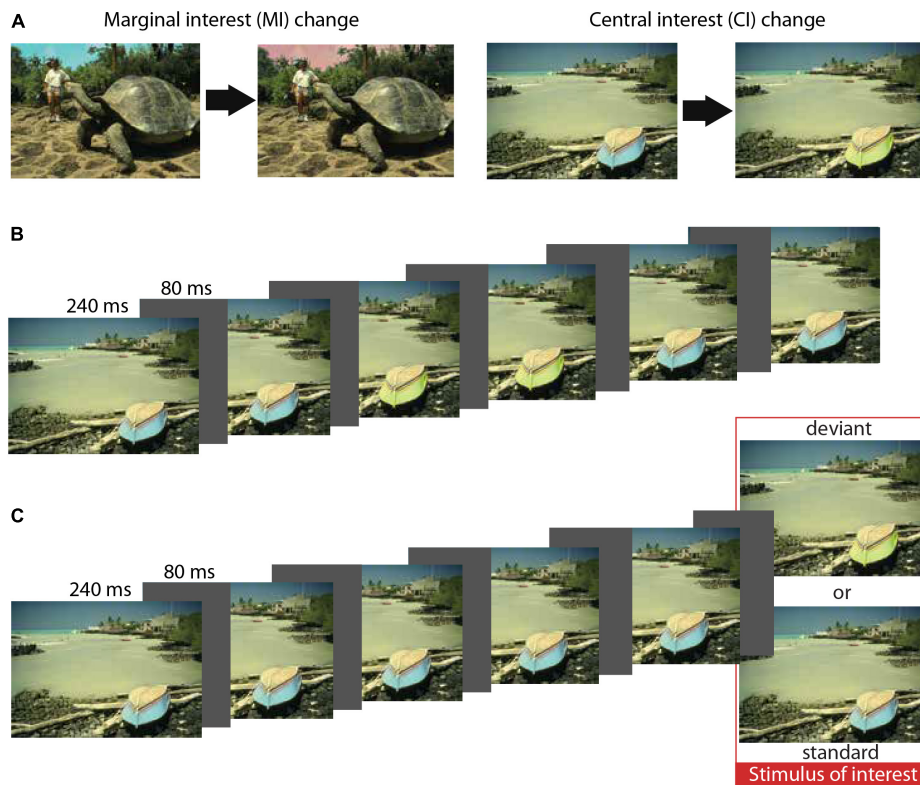 A
Marginal interest (MI) change
Central interest (CI) change
B
240 ms
80 ms
C
240 ms
80 ms
deviant
or
standard
Stimulus of interest